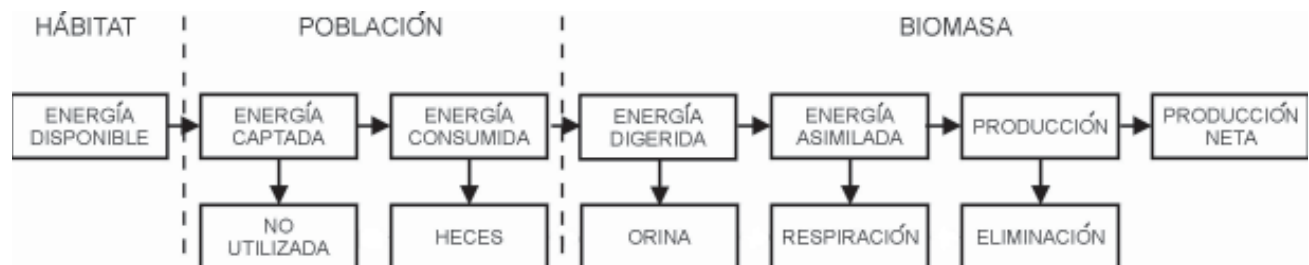 HÁBITAT
POBLACIÓN
BIOMASA
ENERGÍA
DISPONIBLE
ENERGÍA
CAPTADA
ENERGÍA
CONSUMIDA
ENERGÍA
DIGERIDA
ENERGÍA
ASIMILADA
PRODUCCIÓN
PRODUCCIÓN
NETA
NO
UTILIZADA
HECES
ORINA
RESPIRACIÓN
ELIMINACIÓN